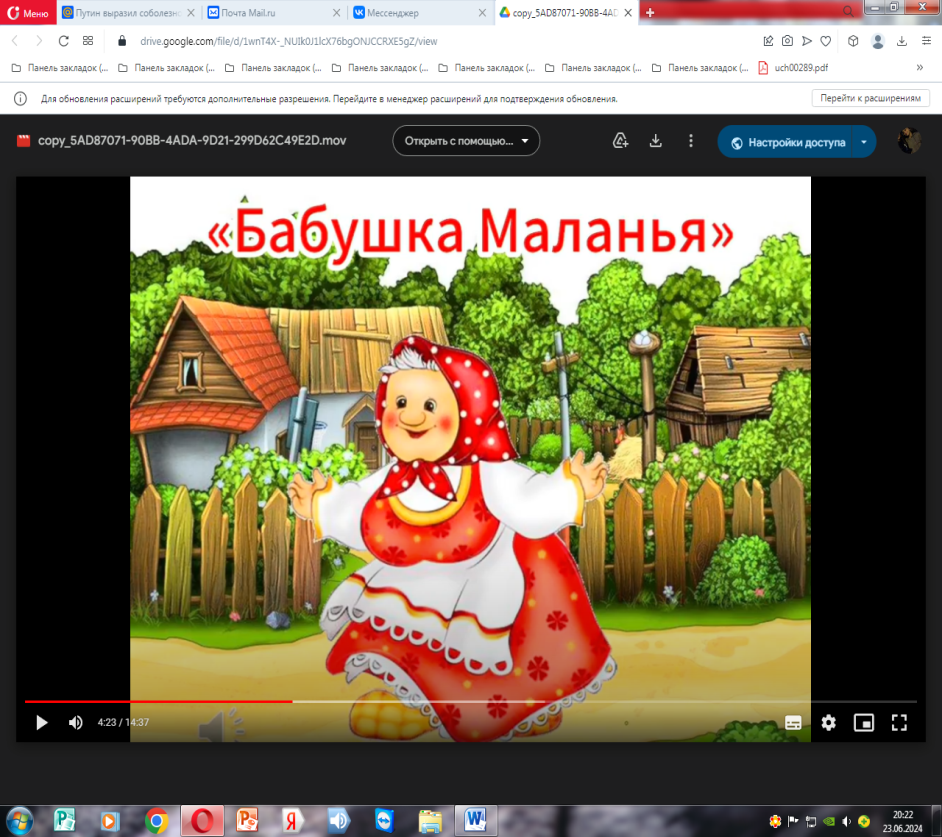 Меню
Путин выразил соболезно
Почта Mail.ru
Мессенджер
copy_5AD87071-90BB-4AD
drive.google.com/file/d/1wnT4X-_NUIk0J1lcX76bgONJCCRXE5gZ/view
Панель закладок (... Панель закладок (... Панель закладок (... Панель закладок (... Панель закладок (... Панель закладок (... Панель закладок (... uch00289.pdf
Для обновления расширений требуются дополнительные разрешения. Перейдите в менеджер расширений для подтверждения обновления.
Перейти к расширениям
copy_5AD87071-90BB-4ADA-9D21-299D62C49E2D.mov
Открыть с помощью...
Настройки доступа
«Бабушка Маланья»
4:23 / 14:37
20:22
23.06.2024